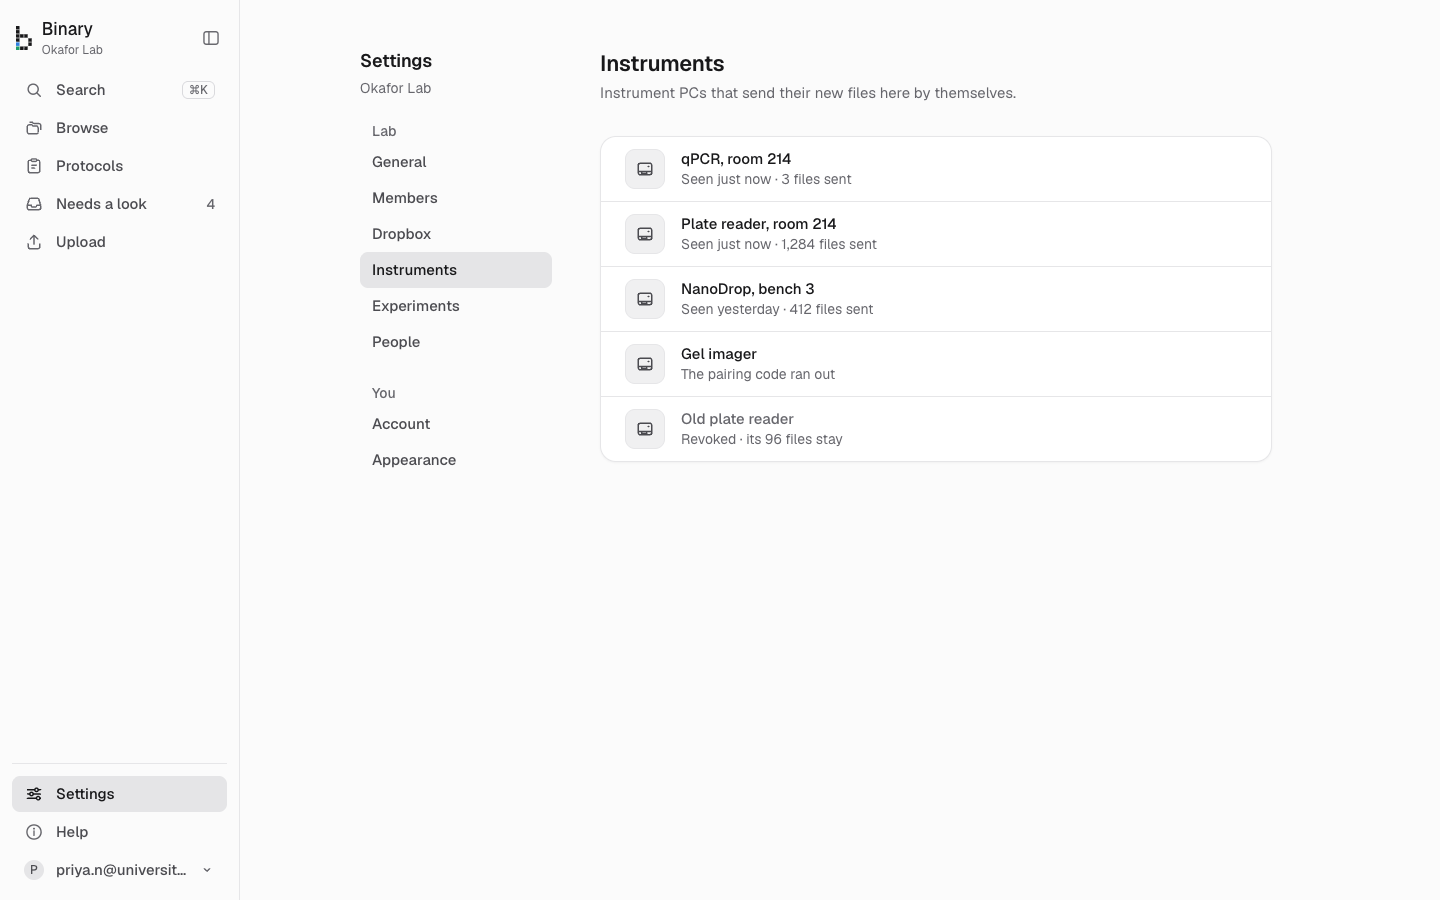 Binary
Okafor Lab
Search
⌘K
Browse
Protocols
Needs a look
4
Upload
Settings
Help
P
priya.n@universit...
Settings
Okafor Lab
Lab
General
Members
Dropbox
Instruments
Experiments
People
You
Account
Appearance
Instruments
Instrument PCs that send their new files here by themselves.
qPCR, room 214
Seen just now · 3 files sent
Plate reader, room 214
Seen just now · 1,284 files sent
NanoDrop, bench 3
Seen yesterday · 412 files sent
Gel imager
The pairing code ran out
Old plate reader
Revoked · its 96 files stay